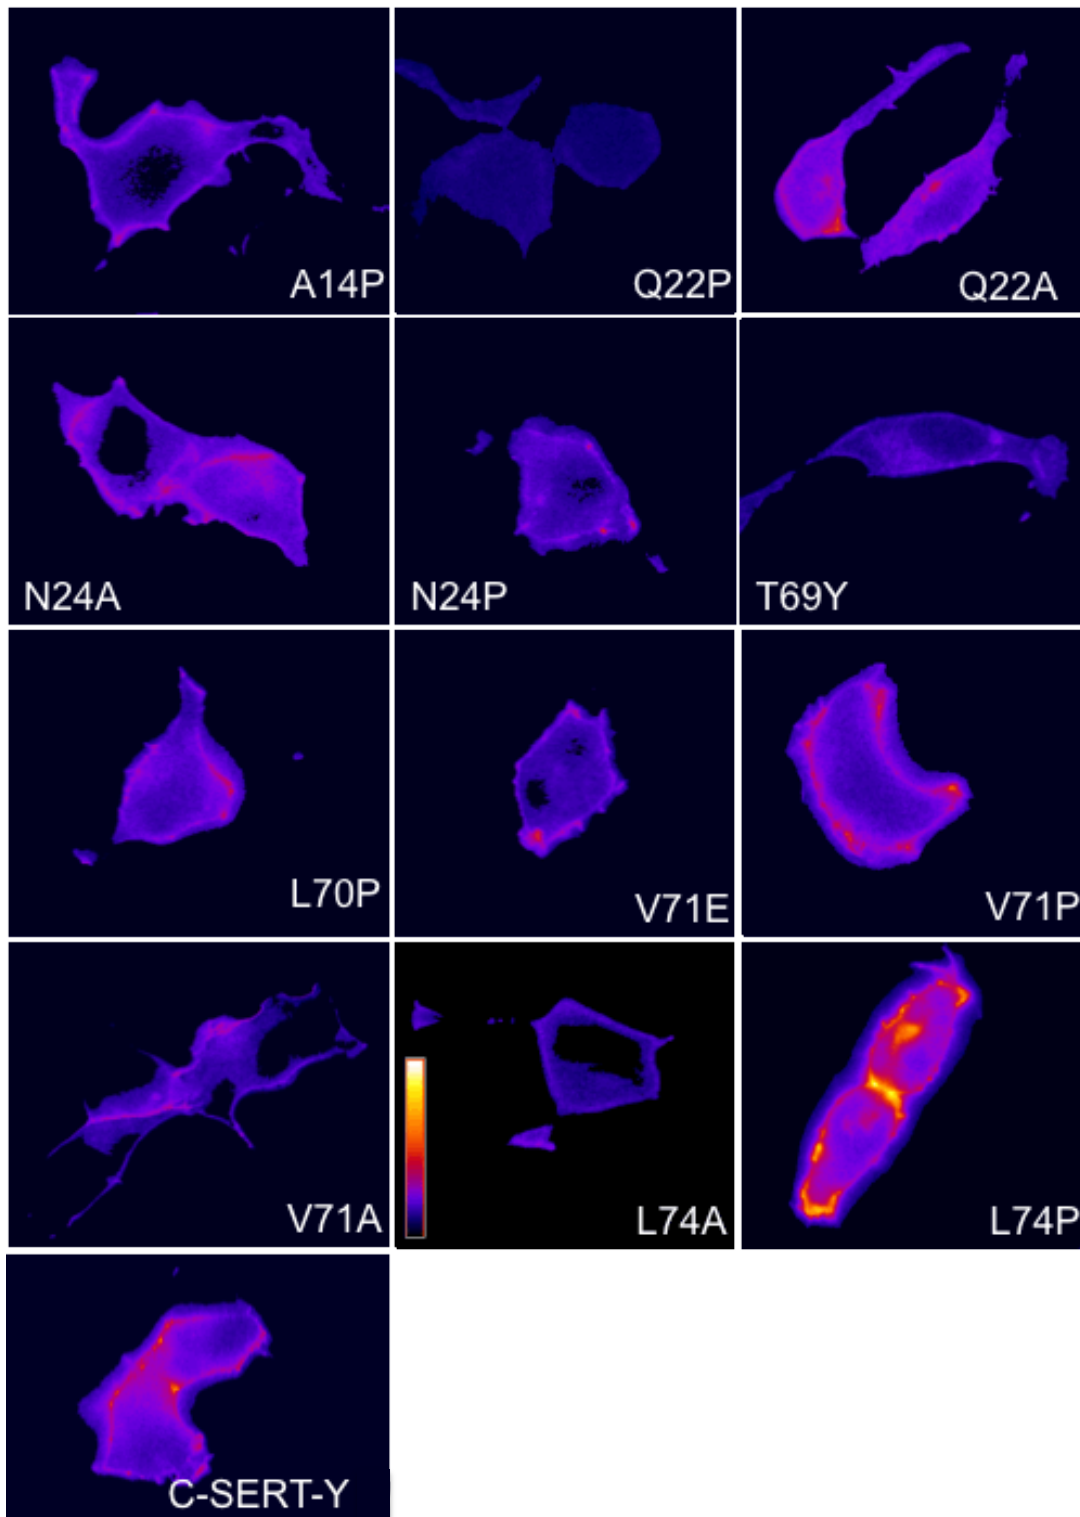 A14P
Q22P
Q22A
N24A
N24P
T69Y
L70P
V71E
V71P
V71A
L74A
L74P
C-SERT-Y